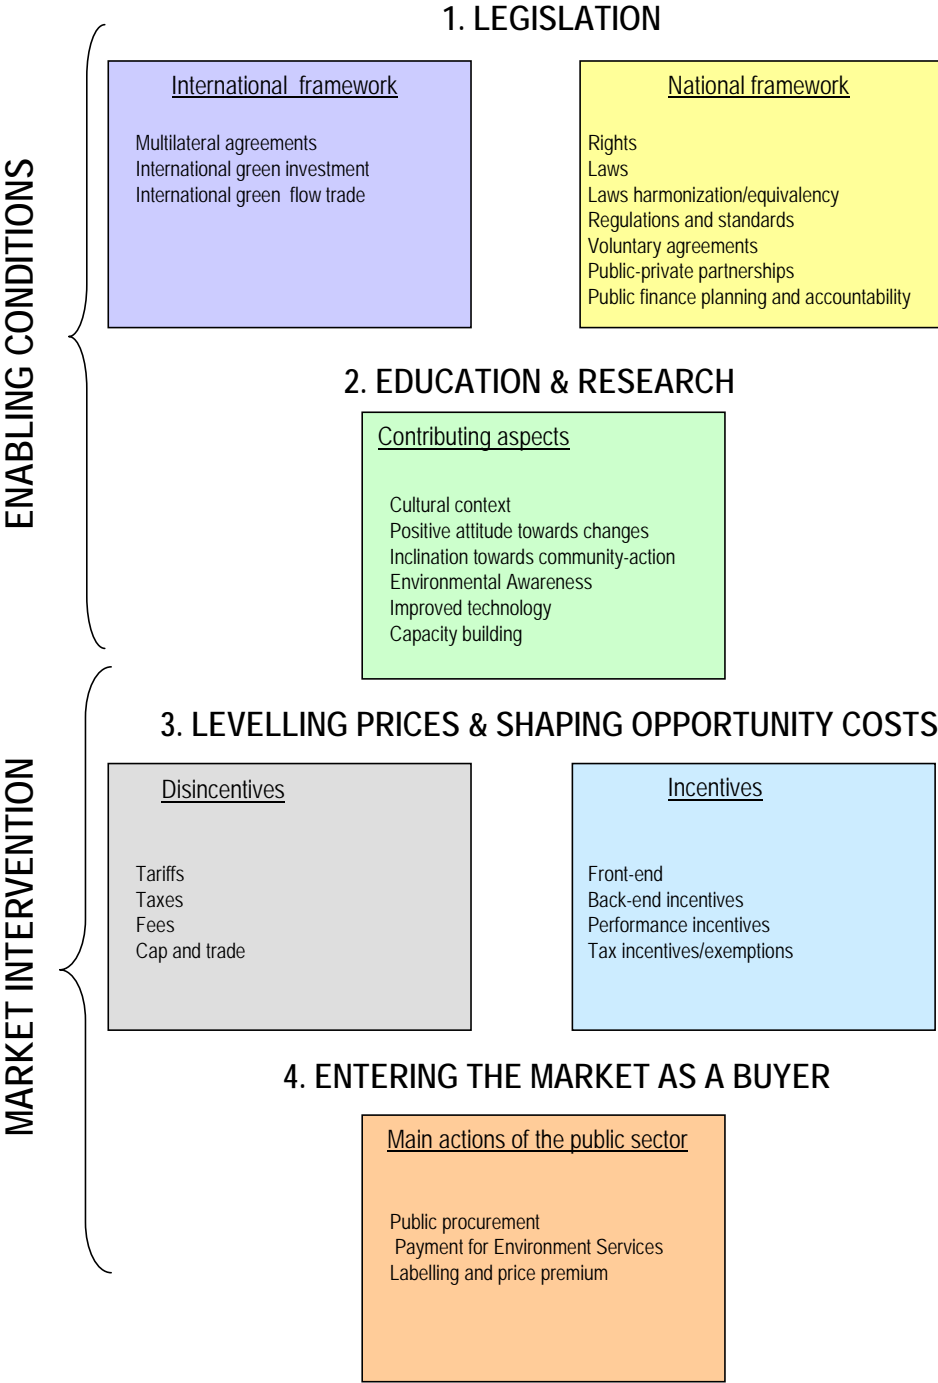 1. LEGISLATION
ENABLING CONDITIONS
International framework
Multilateral agreements
International green investment
International green flow trade
National framework
Rights
Laws
Laws harmonization/equivalency
Regulations and standards
Voluntary agreements
Public-private partnerships
Public finance planning and accountability
2. EDUCATION & RESEARCH
Contributing aspects
Cultural context
Positive attitude towards changes
Inclination towards community-action
Environmental Awareness
Improved technology
Capacity building
MARKET INTERVENTION
3. LEVELLING PRICES & SHAPING OPPORTUNITY COSTS
Disincentives
Tariffs
Taxes
Fees
Cap and trade
Incentives
Front-end
Back-end incentives
Performance incentives
Tax incentives/exemptions
4. ENTERING THE MARKET AS A BUYER
Main actions of the public sector
Public procurement
Payment for Environment Services
Labelling and price premium